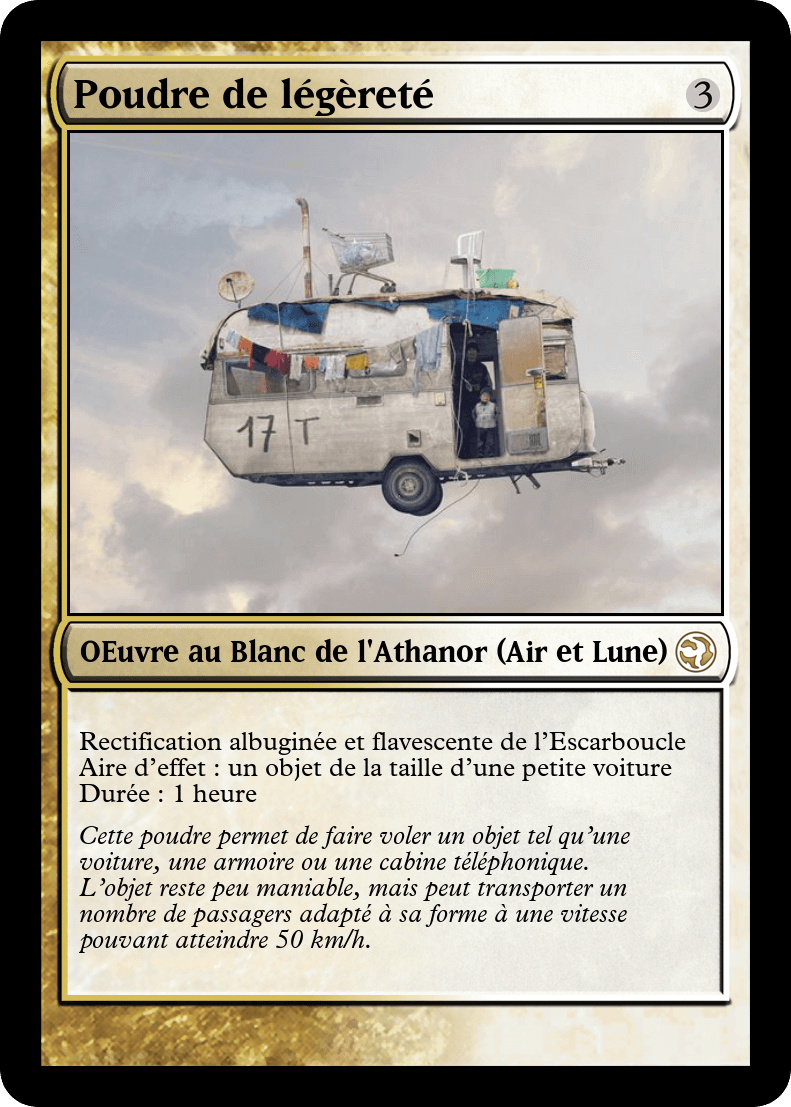 Poudre de légèreté
3
17 T
OEuvre au Blanc de l'Athanor (Air et Lune)
Rectification albuginée et flavescente de l’Escarboucle
Aire d’effet : un objet de la taille d’une petite voiture
Durée : 1 heure
Cette poudre permet de faire voler un objet tel qu’une
voiture, une armoire ou une cabine téléphonique.
L’objet reste peu maniable, mais peut transporter un
nombre de passagers adapté à sa forme à une vitesse
pouvant atteindre 50 km/h.